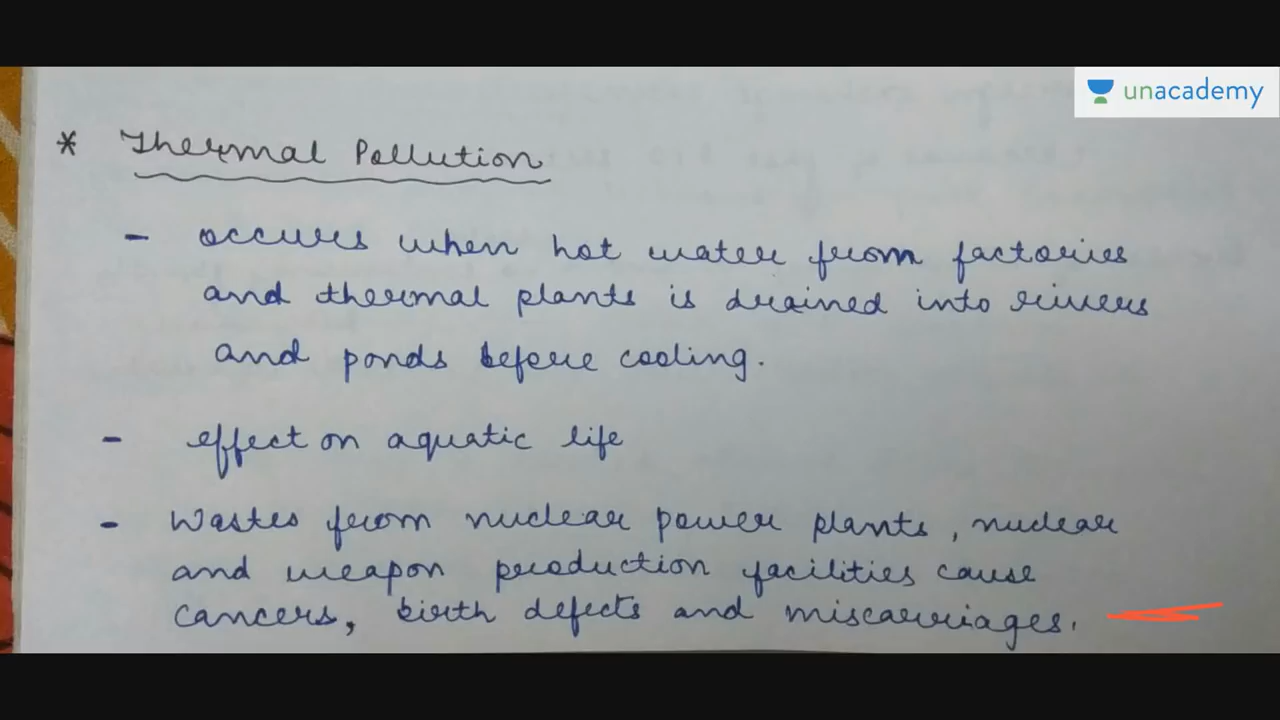 unacademy
* Thermal Pollution
- occurs when hot water from factories
and thermal plants is drained into rivers
and ponds before cooling.
- effect on aquatic life
- Wastes from nuclear power plants, nuclear
and weapon production facilities cause
cancers, birth defects and miscarriages.